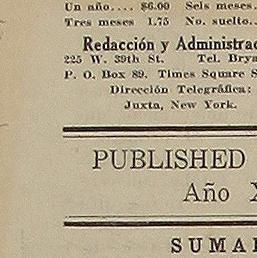 Un año.... $6.00 Seis meses.
Tres meses 1.75 No. suelto..
Redacción y Administrac
225 W. 39th St. Tel. Brya
P. O. Box 89. Times Square S
Dirección Telegráfica:
Juxta, New York.
PUBLISHED
Año X
SUMAR